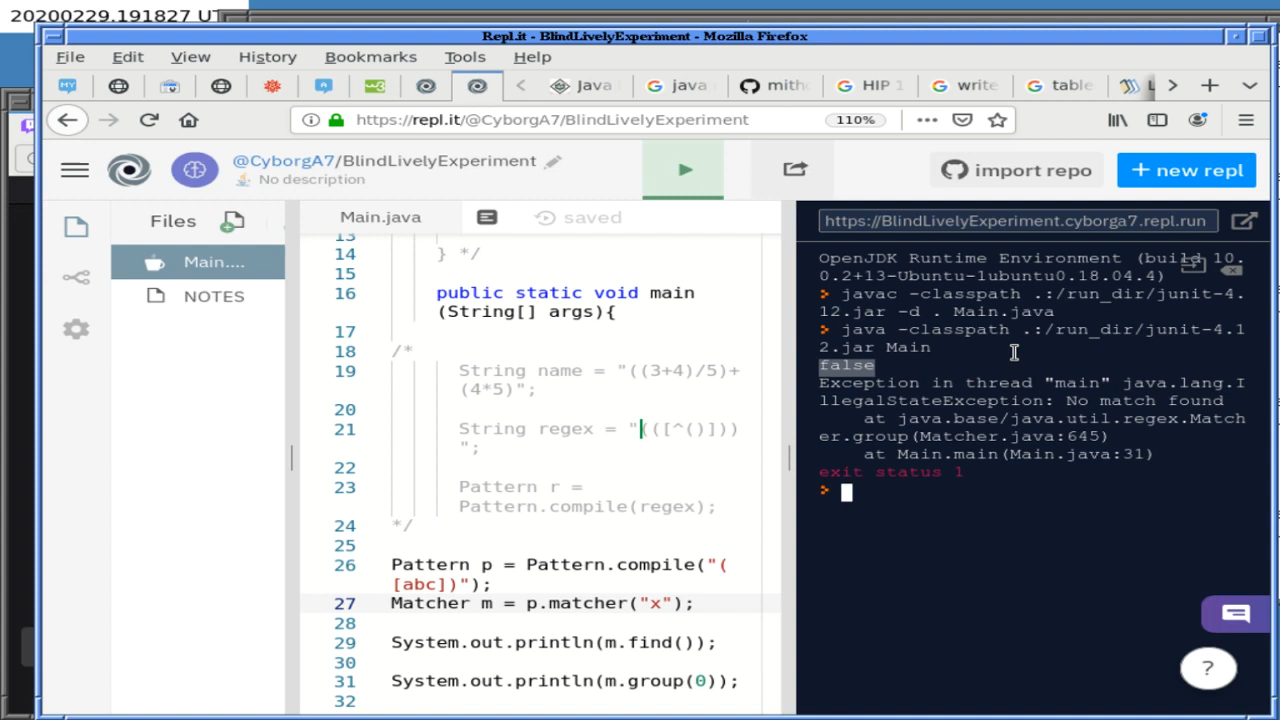 20200229.191827
Repl.it - BlindLivelyExperiment - Mozilla Firefox
File Edit View History Bookmarks Tools Help
Java
java
mith
HIP 1
write
table
https://repl.it/@CyborgA7/BlindLivelyExperiment
110%
@CyborgA7/BlindLivelyExperiment
No description
import repo
+ new repl
Files
Main....
NOTES
Main.java
saved
13
14 } */
15
16 public static void main
(String[] args){
17
18 /*
19 String name = "((3+4)/5)+
(4*5)";
20
21 String regex = "(([^()]))
";
22
23 Pattern r =
Pattern.compile(regex);
24 */
25
26 Pattern p = Pattern.compile("(
[abc])");
27 Matcher m = p.matcher("x");
28
29 System.out.println(m.find());
30
31 System.out.println(m.group(0));
32
https://BlindLivelyExperiment.cyborga7.repl.run
OpenJDK Runtime Environment (build 10.
0.2+13-Ubuntu-1ubuntu0.18.04.4)
> javac -classpath .:/run_dir/junit-4.
12.jar -d . Main.java
> java -classpath .:/run_dir/junit-4.1
2.jar Main
false
Exception in thread "main" java.lang.I
llegalStateException: No match found
at java.base/java.util.regex.Match
er.group(Matcher.java:645)
at Main.main(Main.java:31)
exit status 1
>
?